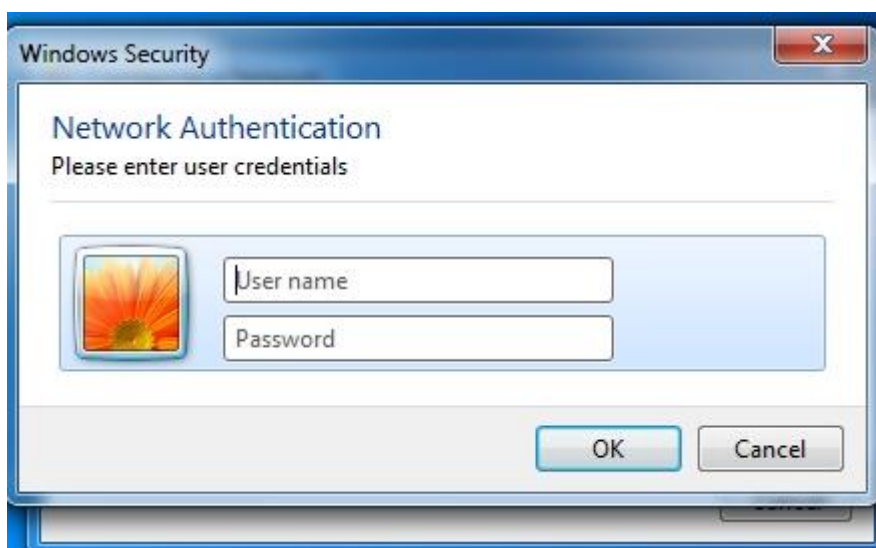 Windows Security
Network Authentication
Please enter user credentials
User name
Password
OK
Cancel